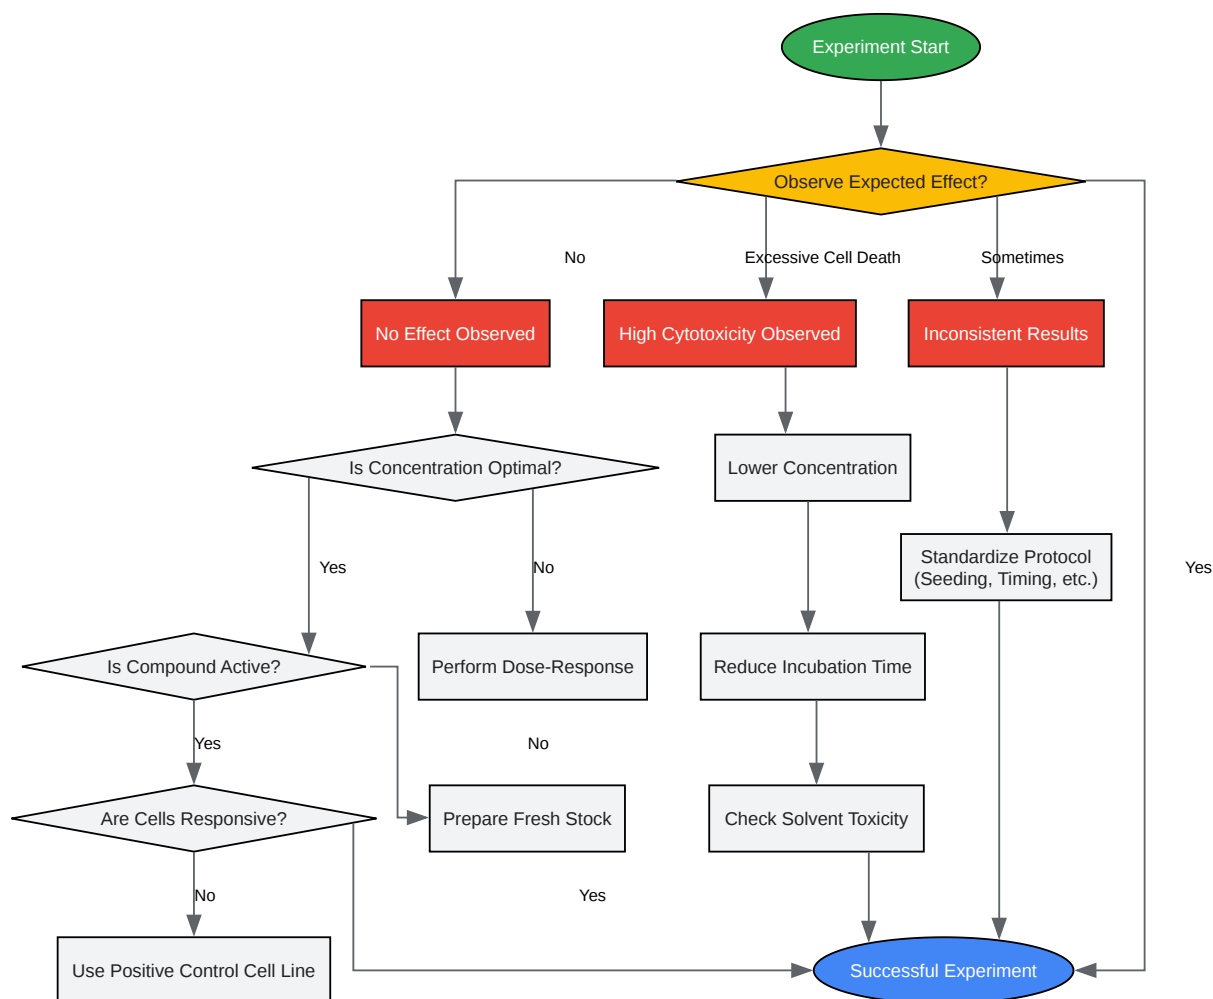 Experiment Start
Observe Expected Effect?
No
Excessive Cell Death
Sometimes
No Effect Observed
High Cytotoxicity Observed
Inconsistent Results
Is Concentration Optimal?
Lower Concentration
Standardize Protocol
(Seeding, Timing, etc.)
Yes
No
Yes
Is Compound Active?
Perform Dose-Response
Reduce Incubation Time
Yes
No
Are Cells Responsive?
Prepare Fresh Stock
Check Solvent Toxicity
No
Yes
Use Positive Control Cell Line
Successful Experiment